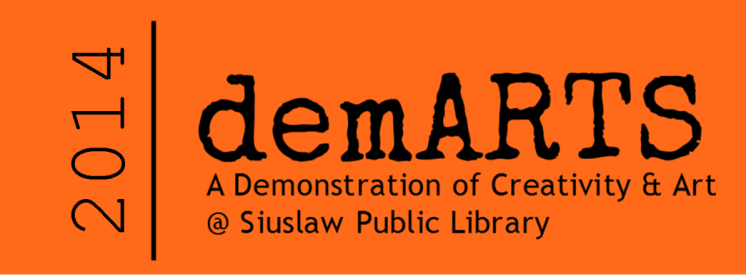 2014
demARTS
A Demonstration of Creativity & Art
@ Siuslaw Public Library